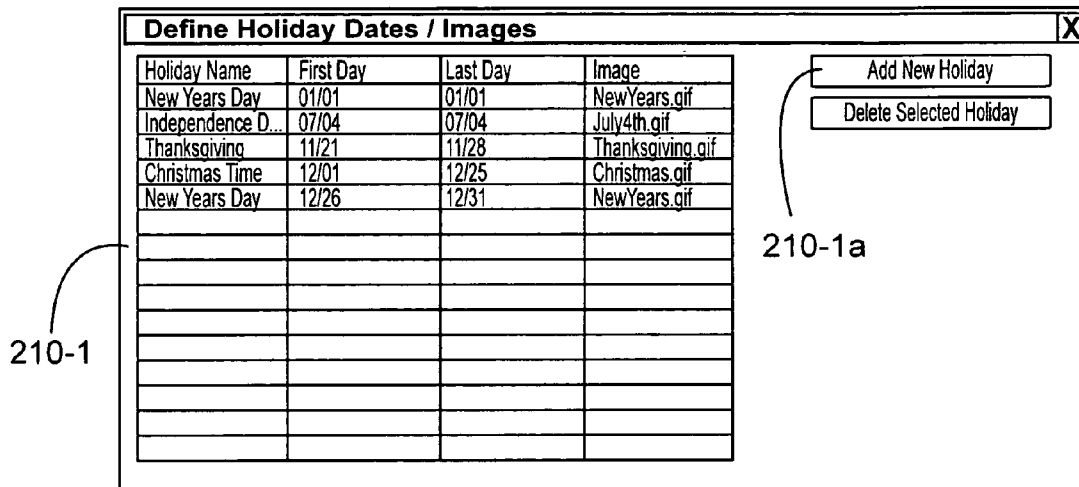 Define Holiday Dates / Images X
Holiday Name First Day Last Day Image
New Years Day 01/01 01/01 NewYears.gif
Independence D... 07/04 07/04 July4th.gif
Thanksgiving 11/21 11/28 Thanksgiving.gif
Christmas Time 12/01 12/25 Christmas.gif
New Years Day 12/26 12/31 NewYears.gif
Add New Holiday
Delete Selected Holiday
210-1a
210-1